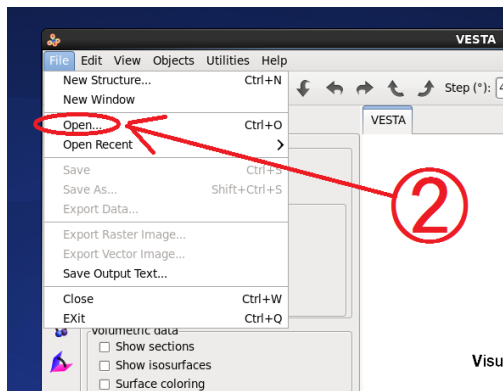 VESTA
File Edit View Objects Utilities Help
New Structure... Ctrl+N
New Window
Step (°): 4
Open... Ctrl+O
VESTA
Open Recent
Save Ctrl+S
Save As... Shift+Ctrl+S
Export Data...
②
Export Raster Image...
Export Vector Image...
Save Output Text...
Close Ctrl+W
EXit Ctrl+Q
Volumetric data
Show sections
Show isosurfaces
Visu
Surface coloring